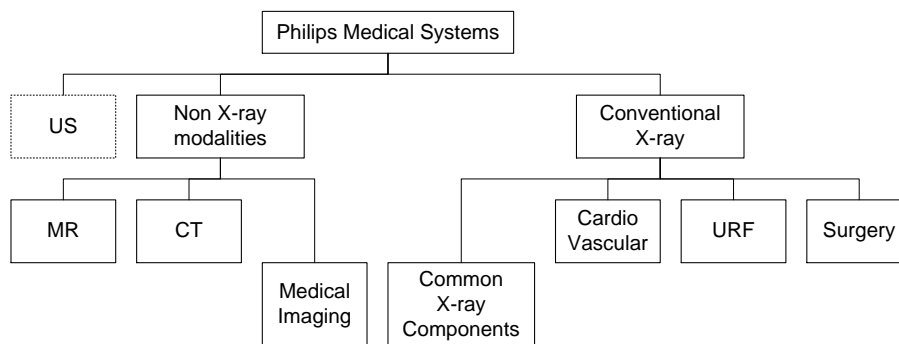 Philips Medical Systems
US
Non X-ray
modalities
Conventional
X-ray
MR
CT
Medical
Imaging
Common
X-ray
Components
Cardio
Vascular
URF
Surgery